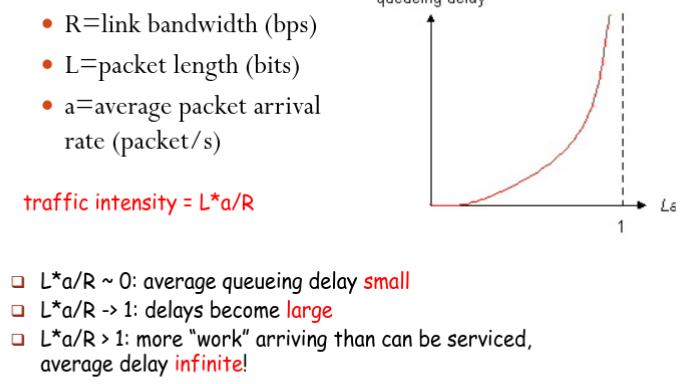 queueing delay
• R=link bandwidth (bps)
• L=packet length (bits)
• a=average packet arrival
rate (packet/s)
traffic intensity = L*a/R
La
1
L*a/R ~ 0: average queueing delay small
L*a/R -> 1: delays become large
L*a/R > 1: more “work” arriving than can be serviced,
average delay infinite!